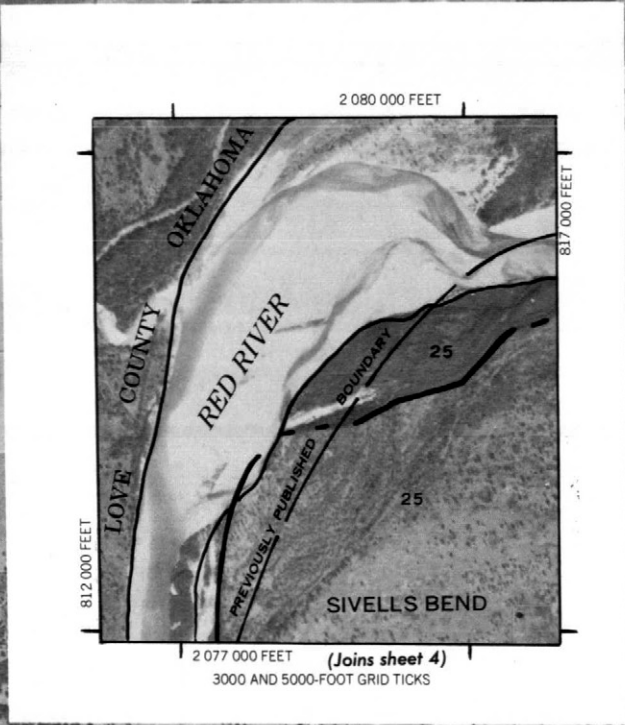 2 080 000 FEET
OKLAHOMA
817 000 FEET
COUNTY
RED RIVER
BOUNDARY
25
LOVE
PREVIOUSLY PUBLISHED
25
812 000 FEET
SIVELLS BEND
2 077 000 FEET
(Joins sheet 4)
3000 AND 5000-FOOT GRID TICKS